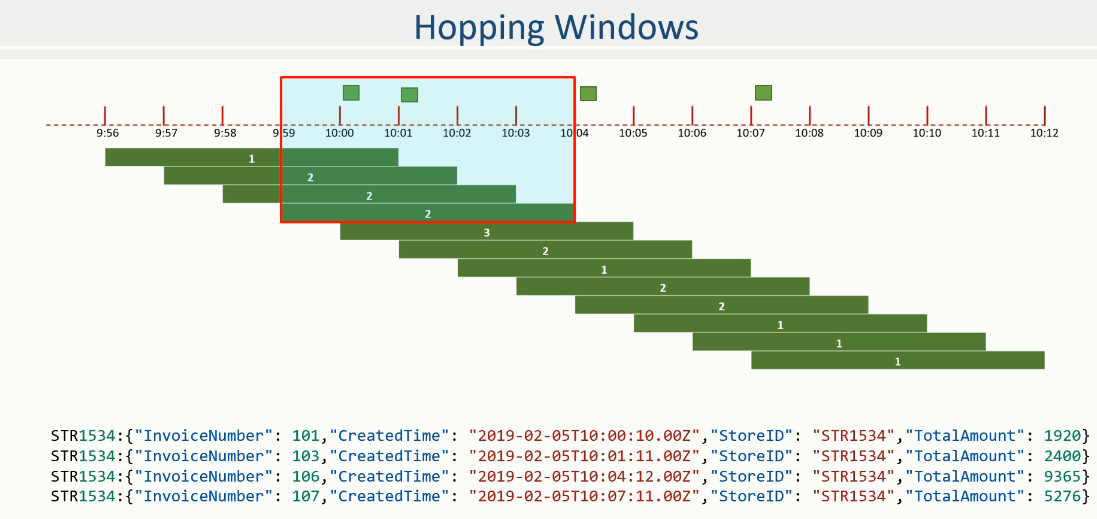 Hopping Windows
9:56 9:57 9:58 9:59 10:00 10:01 10:02 10:03 10:04 10:05 10:06 10:07 10:08 10:09 10:10 10:11 10:12
1
2
2
2
3
2
1
2
2
1
1
1
STR1534:{"InvoiceNumber": 101,"CreatedTime": "2019-02-05T10:00:10.00Z","StoreID": "STR1534","TotalAmount": 1920}
STR1534:{"InvoiceNumber": 103,"CreatedTime": "2019-02-05T10:01:11.00Z","StoreID": "STR1534","TotalAmount": 2400}
STR1534:{"InvoiceNumber": 106,"CreatedTime": "2019-02-05T10:04:12.00Z","StoreID": "STR1534","TotalAmount": 9365}
STR1534:{"InvoiceNumber": 107,"CreatedTime": "2019-02-05T10:07:11.00Z","StoreID": "STR1534","TotalAmount": 5276}